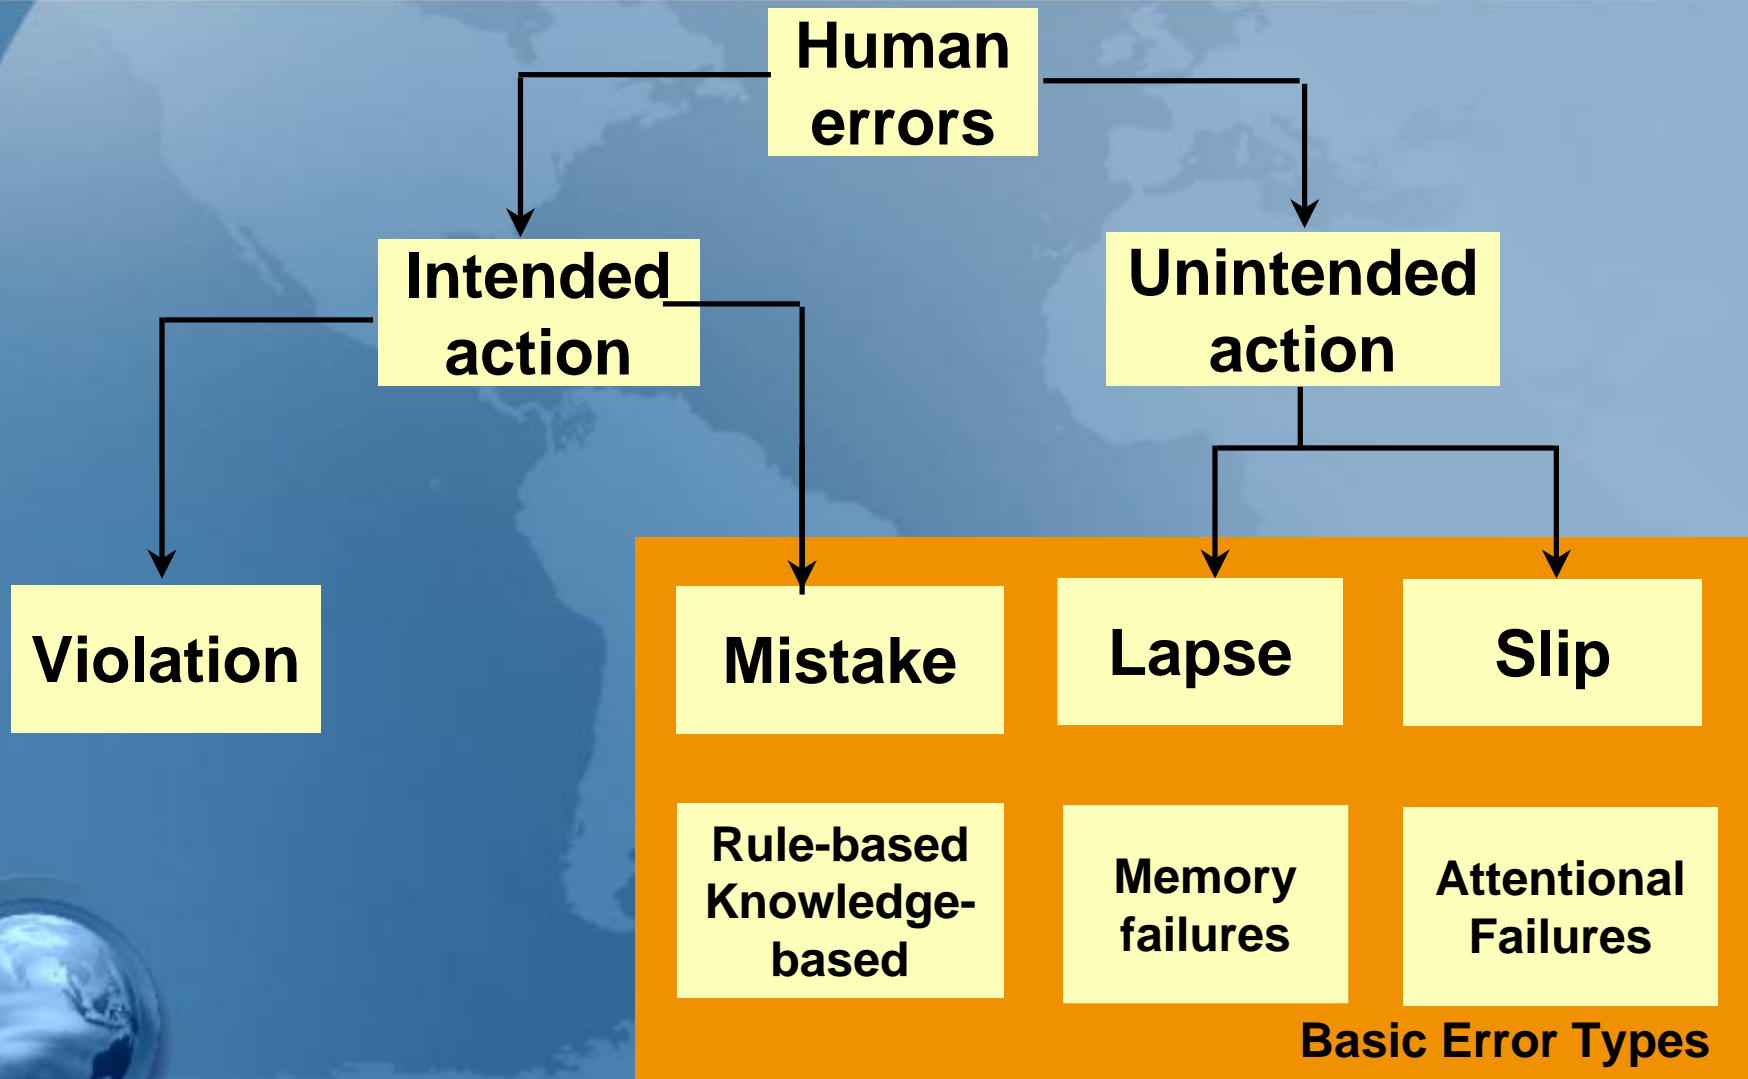 Human
errors
Intended
action
Unintended
action
Violation
Mistake
Lapse
Slip
Rule-based
Knowledge-
based
Memory
failures
Attentional
Failures
Basic Error Types